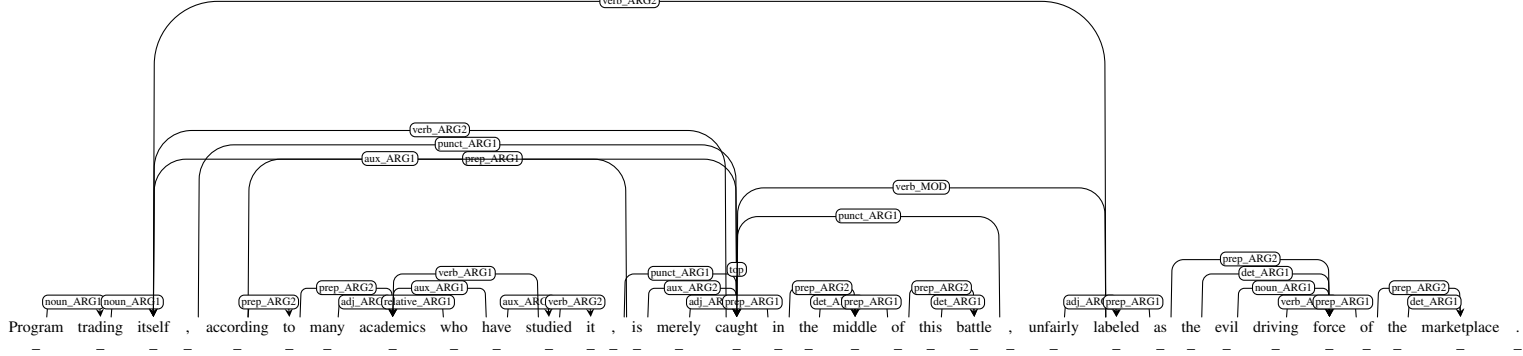 verb_ARG2
verb_ARG2
punct_ARG1
aux_ARG1 prep_ARG1
verb_MOD
punct_ARG1
prep_ARG2
verb_ARG1 punct_ARG1 top det_ARG1
prep_ARG2 aux_ARG1 aux_ARG2 prep_ARG2 prep_ARG2 noun_ARG1 prep_ARG2
noun_ARG1 noun_ARG1 prep_ARG2 relative_ARG1 verb_ARG2 prep_ARG1 prep_ARG1 det_ARG1 prep_ARG1 prep_ARG1 det_ARG1
Program trading itself , according to many academics who have studied it , is merely caught in the middle of this battle , unfairly labeled as the evil driving force of the marketplace .